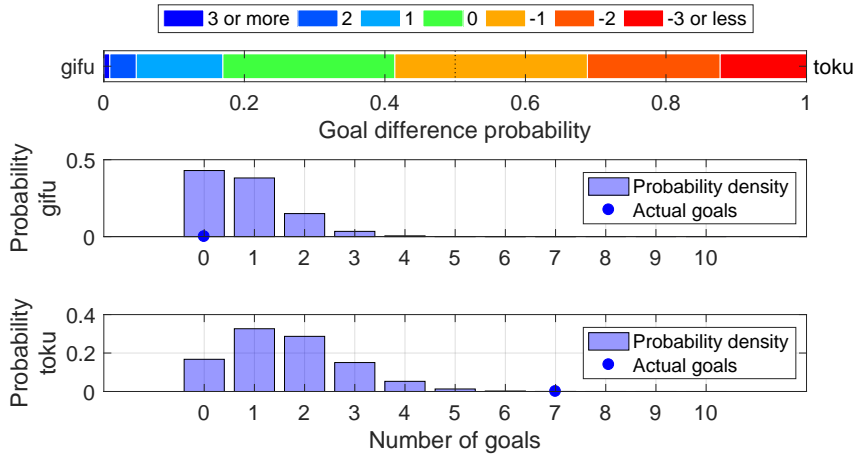 3 or more 2 1 0 -1 -2 -3 or less
gifu toku
0 0.2 0.4 0.6 0.8 1
Goal difference probability
Probability
gifu
0.5
0
Probability density
Actual goals
0 1 2 3 4 5 6 7 8 9 10
Probability
toku
0.4
0.2
0
Probability density
Actual goals
0 1 2 3 4 5 6 7 8 9 10
Number of goals